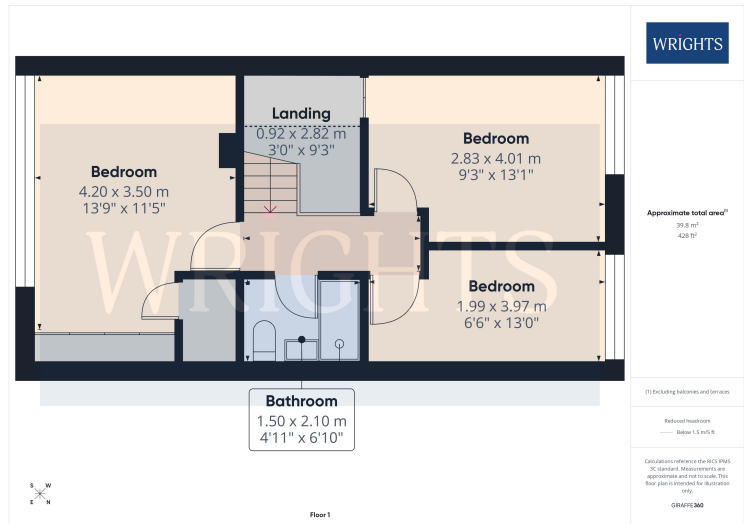 WRIGHTS
Landing
0.92 x 2.82 m
3'0" x 9'3"
Bedroom
4.20 x 3.50 m
13'9" x 11'5"
Bedroom
2.83 x 4.01 m
9'3" x 13'1"
Bedroom
1.99 x 3.97 m
6'6" x 13'0"
WRIGHTS
Bathroom
1.50 x 2.10 m
4'11" x 6'10"
S W
E N
Floor 1
Approximate total area(1)
39.8 m²
428 ft²
(1) Excluding balconies and terraces
Reduced headroom
Below 1.5 m/5 ft
Calculations reference the RICS IPMS
3C standard. Measurements are
approximate and not to scale. This
floor plan is intended for illustration
only.
GIRAFFE360